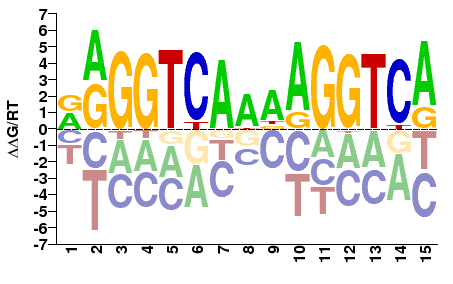 7
6
5
4
3
2
1
0
-1
-2
-3
-4
-5
-6
-7
ΔΔG/RT
G A G G T C A A A A G G T C A
A G T G G G
C C A A G G T G C C A A A G T
T T C C A A C C T C C C A C
T
1 2 3 4 5 6 7 8 9 10 11 12 13 14 15